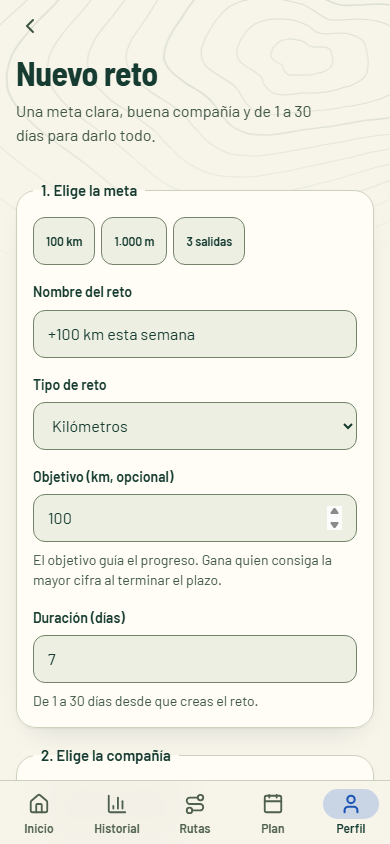 Nuevo reto
Una meta clara, buena compañía y de 1 a 30
días para darlo todo.
1. Elige la meta
100 km
1.000 m
3 salidas
Nombre del reto
+100 km esta semana
Tipo de reto
Kilómetros
Objetivo (km, opcional)
100
El objetivo guía el progreso. Gana quien consiga la
mayor cifra al terminar el plazo.
Duración (días)
7
De 1 a 30 días desde que creas el reto.
2. Elige la compañía
Inicio
Historial
Rutas
Plan
Perfil